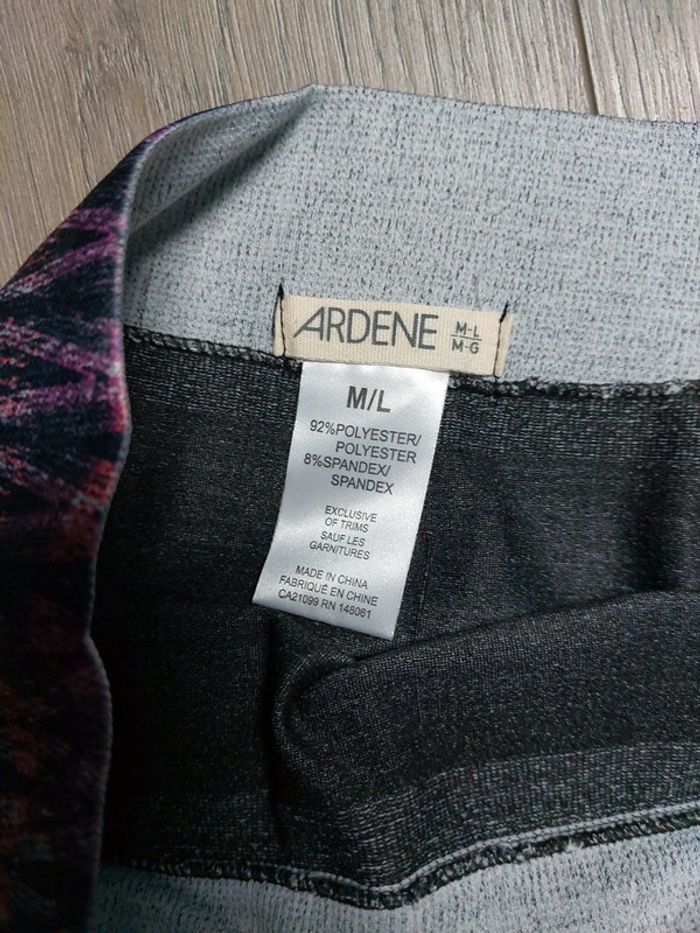 ARDENE M-L
M-G
M/L
92%POLYESTER/
POLYESTER
8%SPANDEX/
SPANDEX
EXCLUSIVE
OF TRIMS
SAUF LES
GARNITURES
MADE IN CHINA
FABRIQUÉ EN CHINE
CA21099 RN 148061